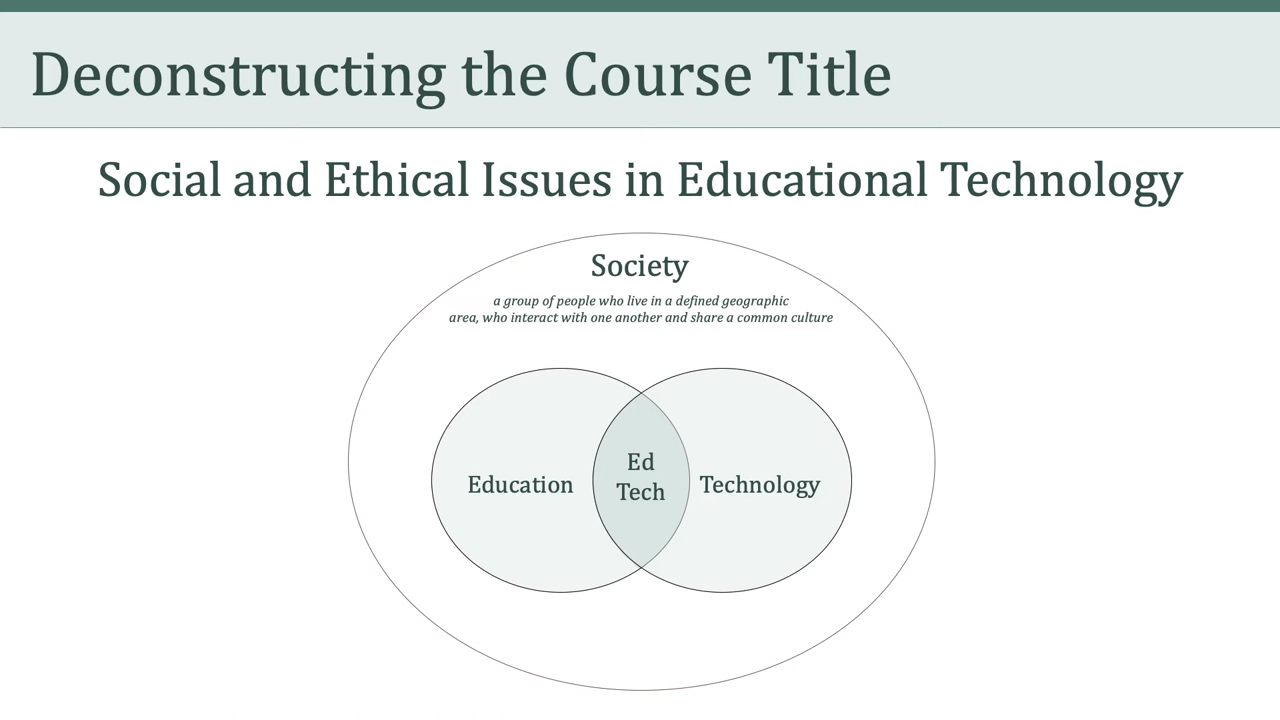 Deconstructing the Course Title
Social and Ethical Issues in Educational Technology
Society
a group of people who live in a defined geographic
area, who interact with one another and share a common culture
Education
Ed
Tech
Technology